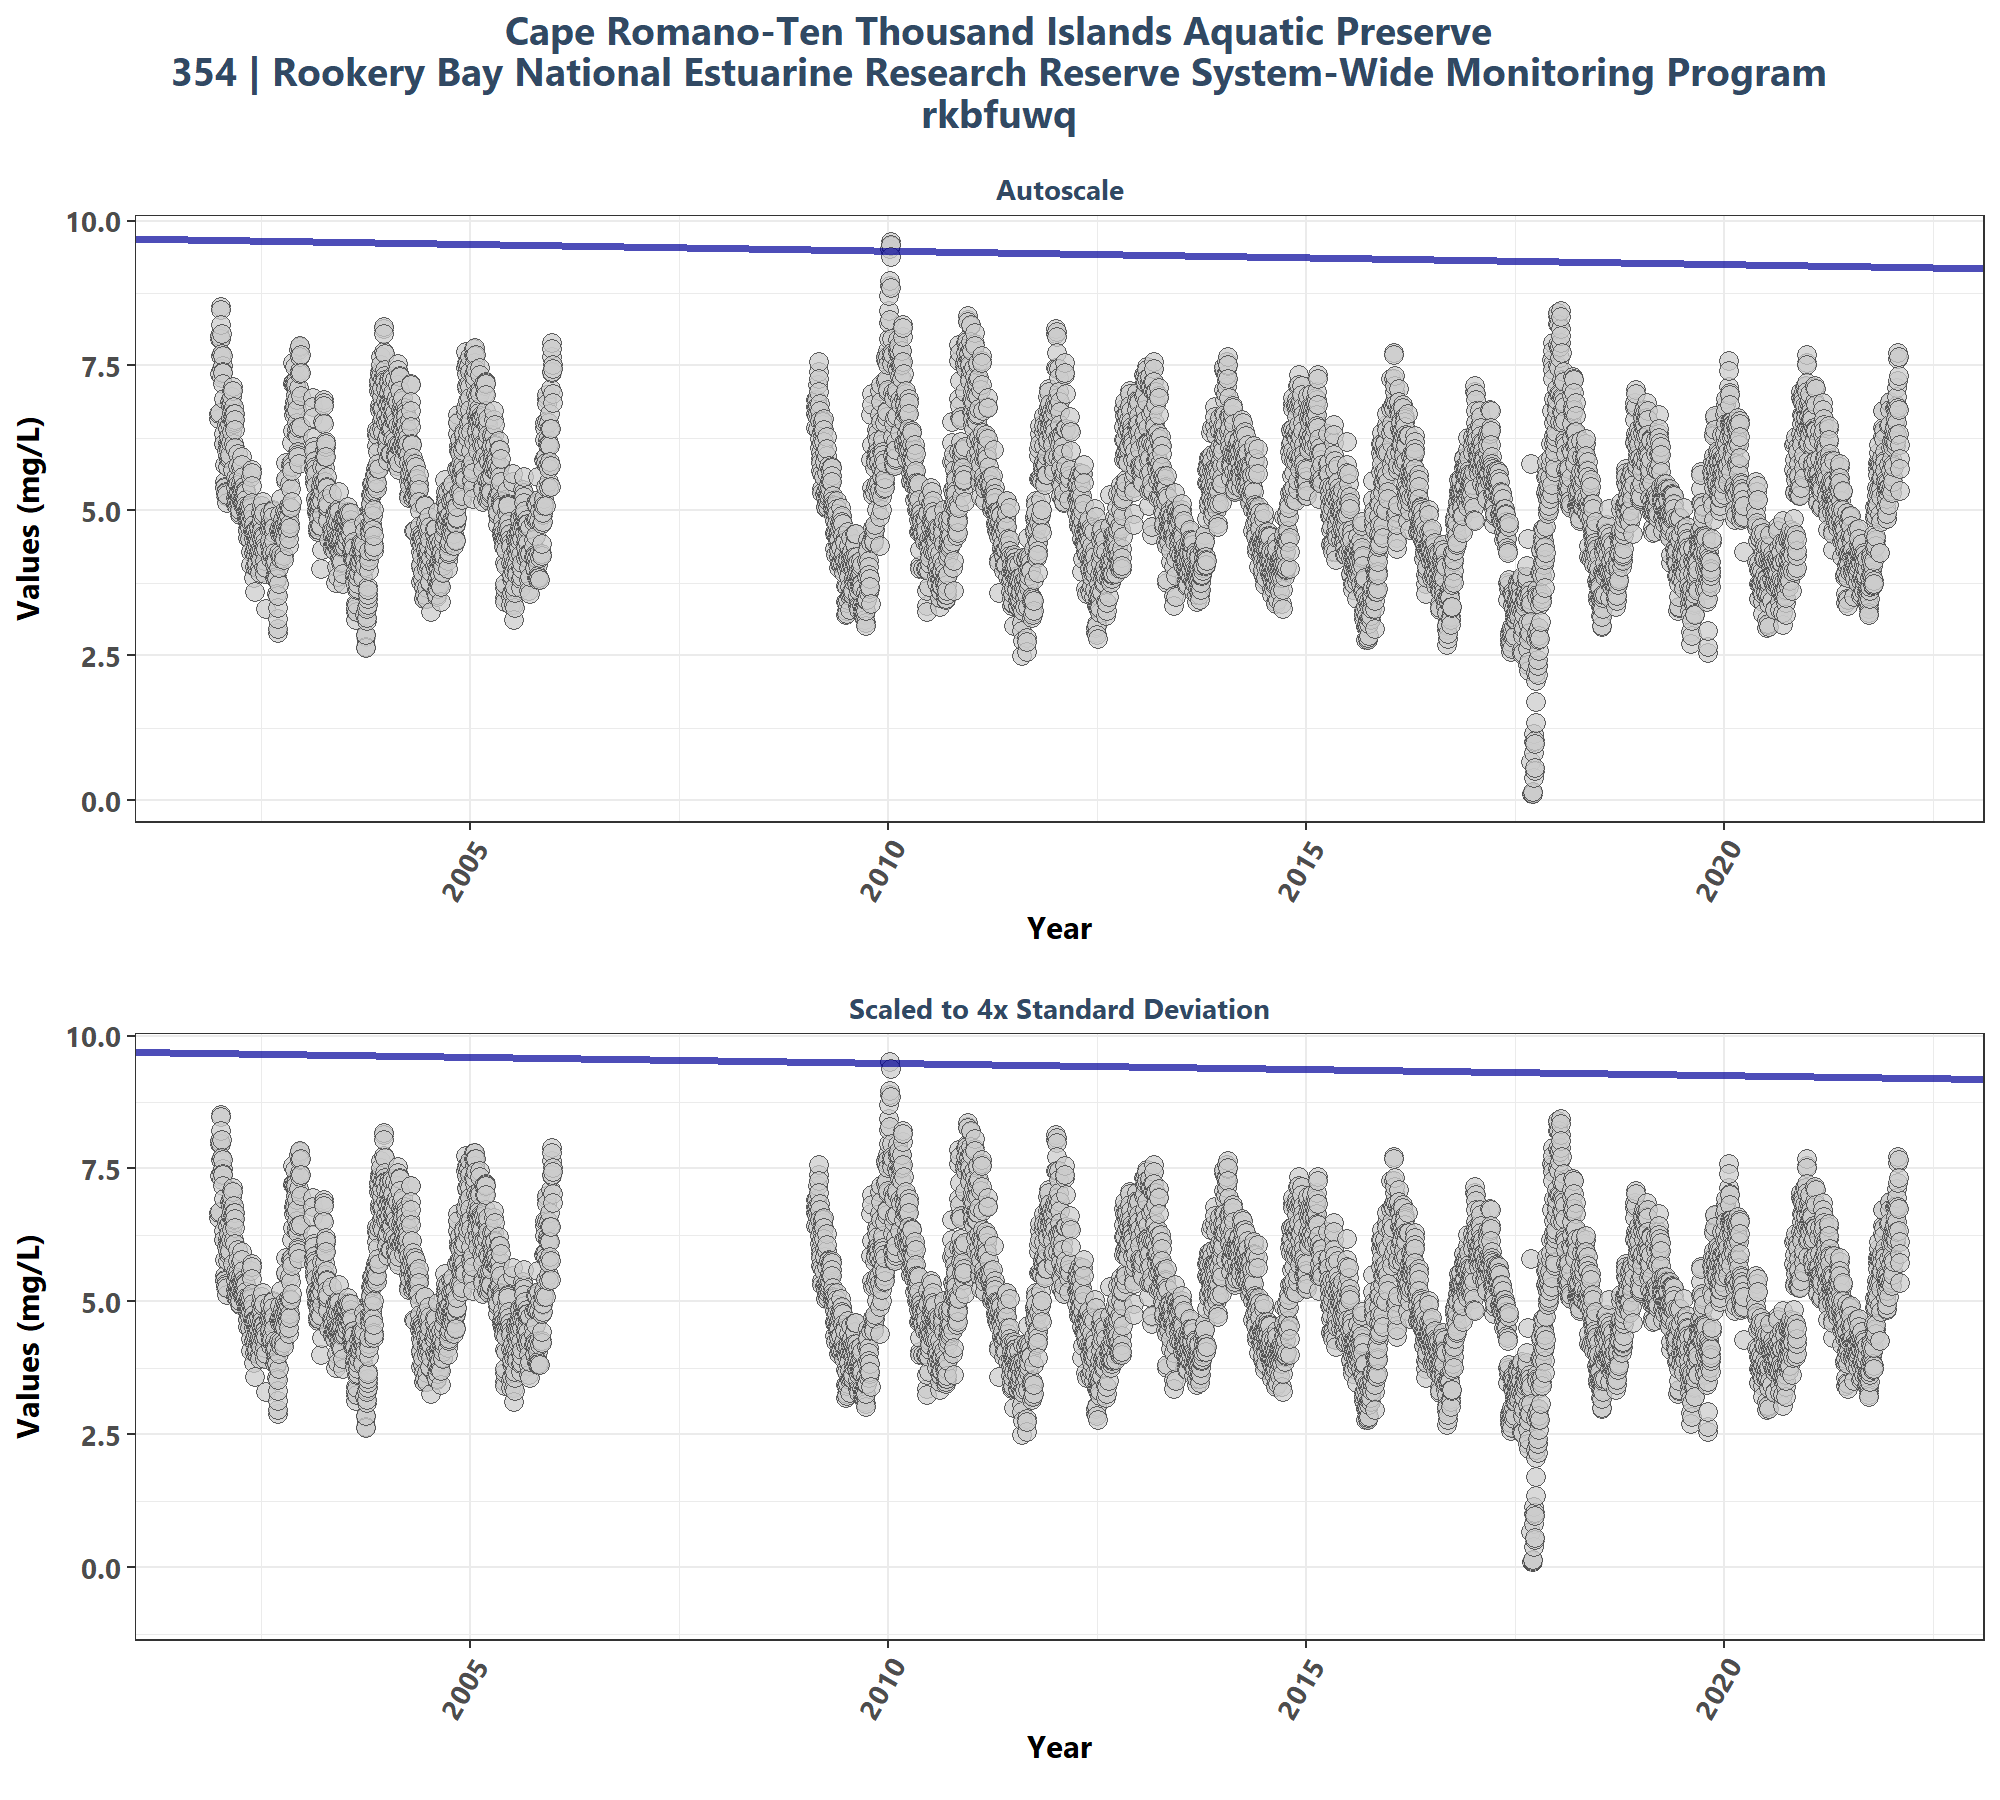 Cape Romano-Ten Thousand Islands Aquatic Preserve
354 | Rookery Bay National Estuarine Research Reserve System-Wide Monitoring Program
rkbfuwq
Autoscale
Values (mg/L)
10.0
7.5
5.0
2.5
0.0
2005
2010
2015
2020
Year
Scaled to 4x Standard Deviation
Values (mg/L)
10.0
7.5
5.0
2.5
0.0
2005
2010
2015
2020
Year